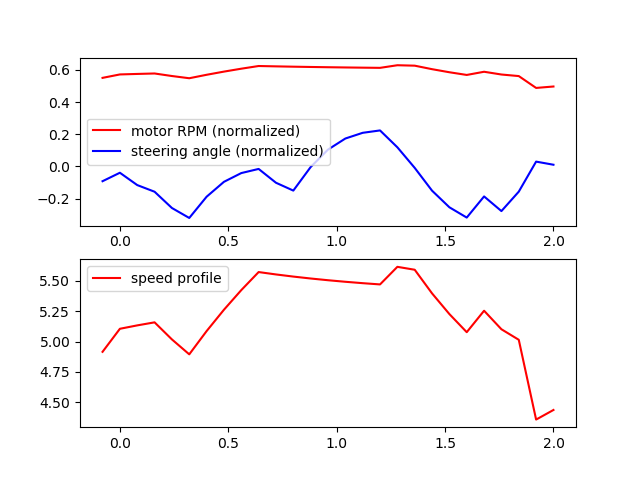 0.6
0.4
0.2
0.0
−0.2
motor RPM (normalized)
steering angle (normalized)
0.0 0.5 1.0 1.5 2.0
5.50
5.25
5.00
4.75
4.50
speed profile
0.0 0.5 1.0 1.5 2.0